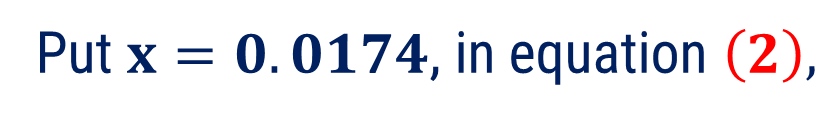 Put x = 0.0174, in equation (2),